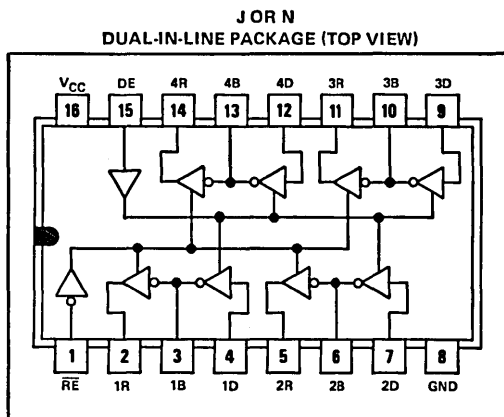 J OR N
DUAL-IN-LINE PACKAGE (TOP VIEW)
VCC DE 4R 4B 4D 3R 3B 3D
16 15 14 13 12 11 10 9
1 2 3 4 5 6 7 8
RE 1R 1B 1D 2R 2B 2D GND